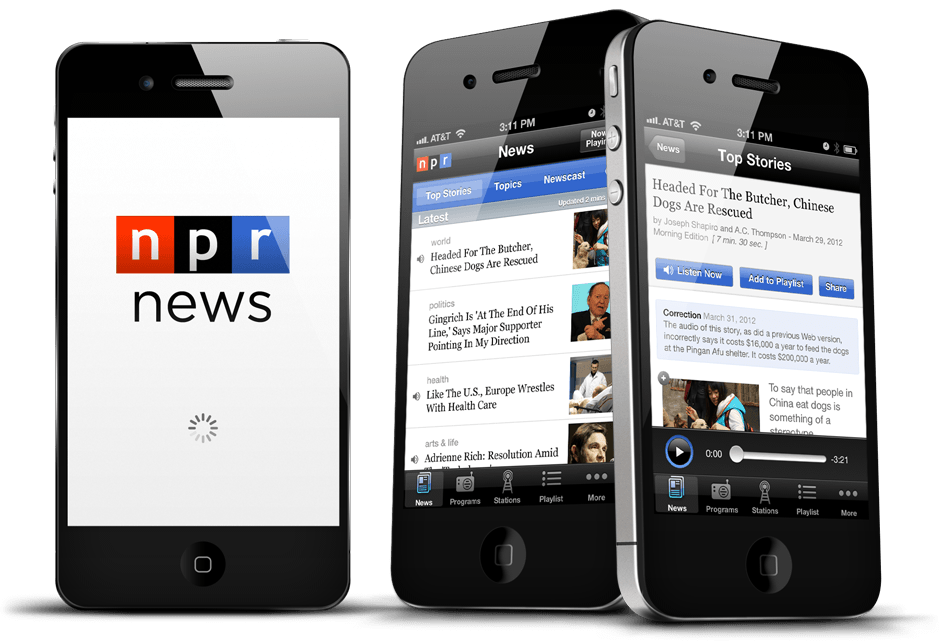 npr
news
AT&T 3:11 PM
npr News Now
Playin
Top Stories Topics Newscast
Latest Updated 2 mins
world
Headed For The Butcher,
Chinese Dogs Are Rescued
politics
Gingrich Is 'At The End Of His
Line,' Says Major Supporter
Pointing In My Direction
health
Like The U.S., Europe Wrestles
With Health Care
arts & life
Adrienne Rich: Resolution Amid
News Programs Stations Playlist More
AT&T 3:11 PM
News Top Stories
Headed For The Butcher, Chinese
Dogs Are Rescued
by Joseph Shapiro and A.C. Thompson - March 29, 2012
Morning Edition [ 7 min. 30 sec. ]
Listen Now Add to Playlist Share
Correction March 31, 2012
The audio of this story, as did a previous Web version,
incorrectly says it costs $16,000 a year to feed the dogs
at the Pingan Afu shelter. It costs $200,000 a year.
To say that people in
China eat dogs is
something of a
stereotype
0:00 -3:21
News Programs Stations Playlist More